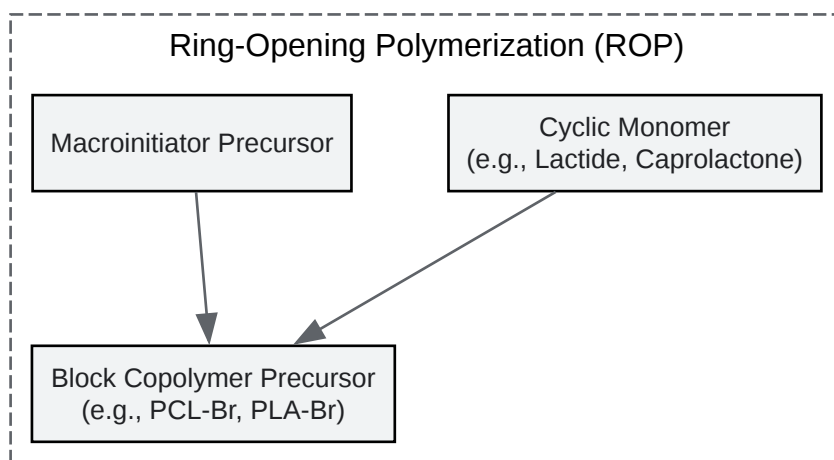 Ring-Opening Polymerization (ROP)
Macroinitiator Precursor
Cyclic Monomer
(e.g., Lactide, Caprolactone)
Block Copolymer Precursor
(e.g., PCL-Br, PLA-Br)